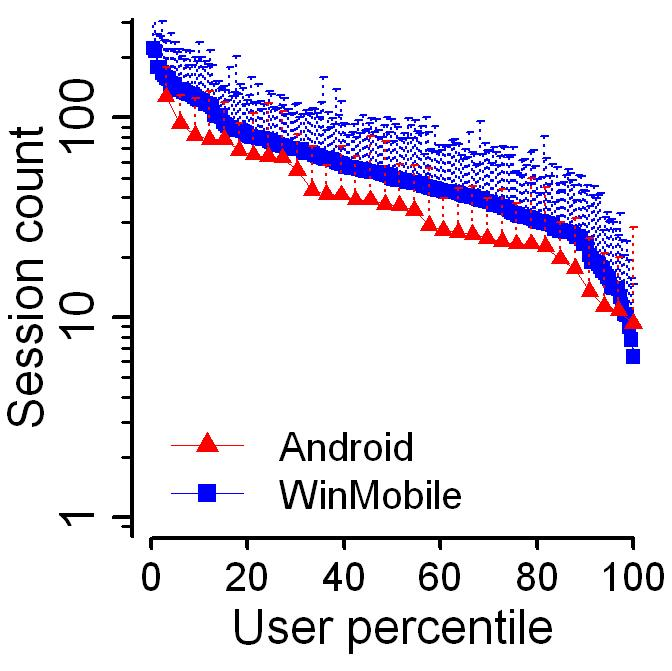 Session count
100
10
1
Android
WinMobile
0 20 40 60 80 100
User percentile